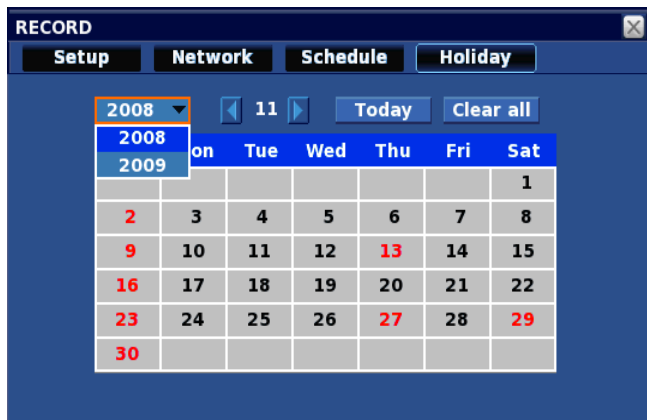 RECORD
Setup Network Schedule Holiday
2008 11 Today Clear all
2008
2009
on Tue Wed Thu Fri Sat
1
2 3 4 5 6 7 8
9 10 11 12 13 14 15
16 17 18 19 20 21 22
23 24 25 26 27 28 29
30